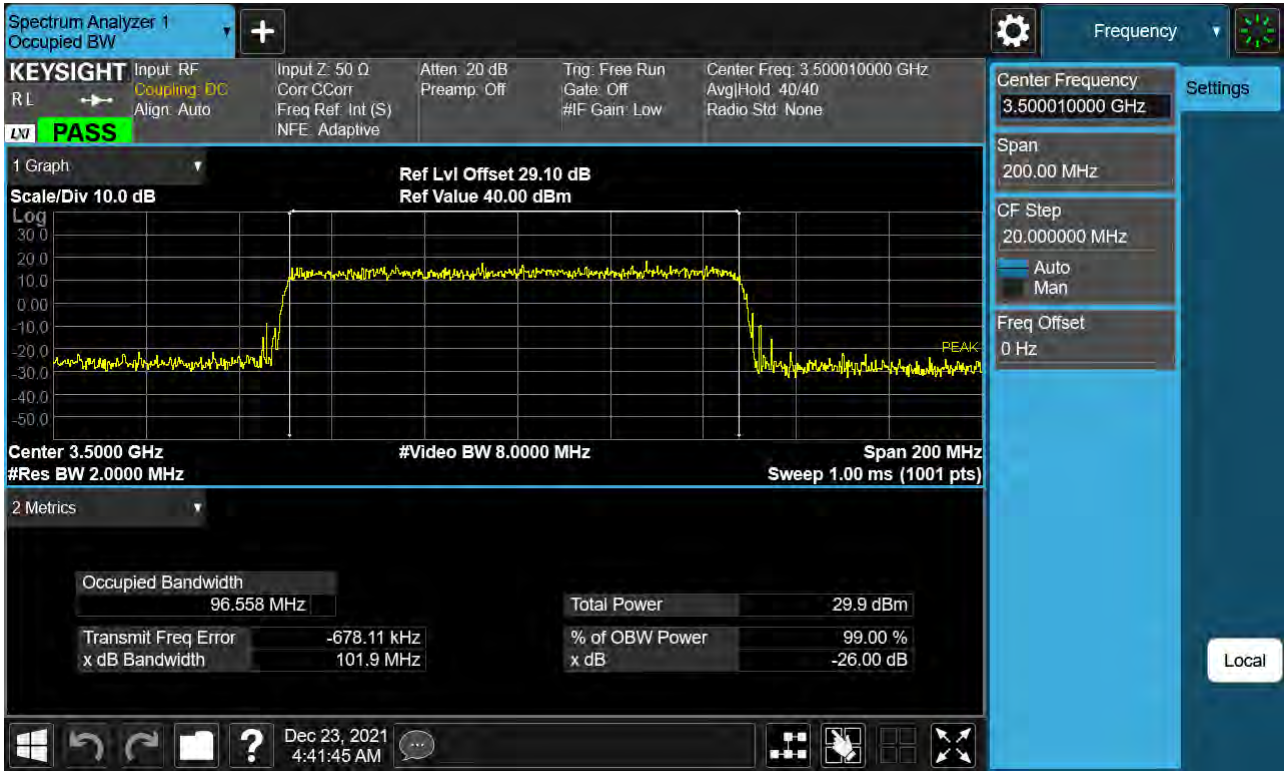 Spectrum Analyzer 1
Occupied BW
+
Frequency
KEYSIGHT
RL
LXI
PASS
Input: RF
Coupling: DC
Align: Auto
Input Z: 50 Ω
Corr CCorr
Freq Ref: Int (S)
NFE: Adaptive
Atten: 20 dB
Preamp: Off
Trig: Free Run
Gate: Off
#IF Gain: Low
Center Freq: 3.500010000 GHz
Avg|Hold: 40/40
Radio Std: None
Center Frequency
3.500010000 GHz
Settings
Span
200.00 MHz
CF Step
20.000000 MHz
Auto
Man
Freq Offset
0 Hz
Local
1 Graph
Scale/Div 10.0 dB
Ref Lvl Offset 29.10 dB
Ref Value 40.00 dBm
Log
30.0
20.0
10.0
0.00
-10.0
-20.0
-30.0
-40.0
-50.0
PEAK
Center 3.5000 GHz
#Video BW 8.0000 MHz
Span 200 MHz
#Res BW 2.0000 MHz
Sweep 1.00 ms (1001 pts)
2 Metrics
Occupied Bandwidth
96.558 MHz
Total Power 29.9 dBm
Transmit Freq Error -678.11 kHz
% of OBW Power 99.00 %
x dB Bandwidth 101.9 MHz
x dB -26.00 dB
?
Dec 23, 2021
4:41:45 AM